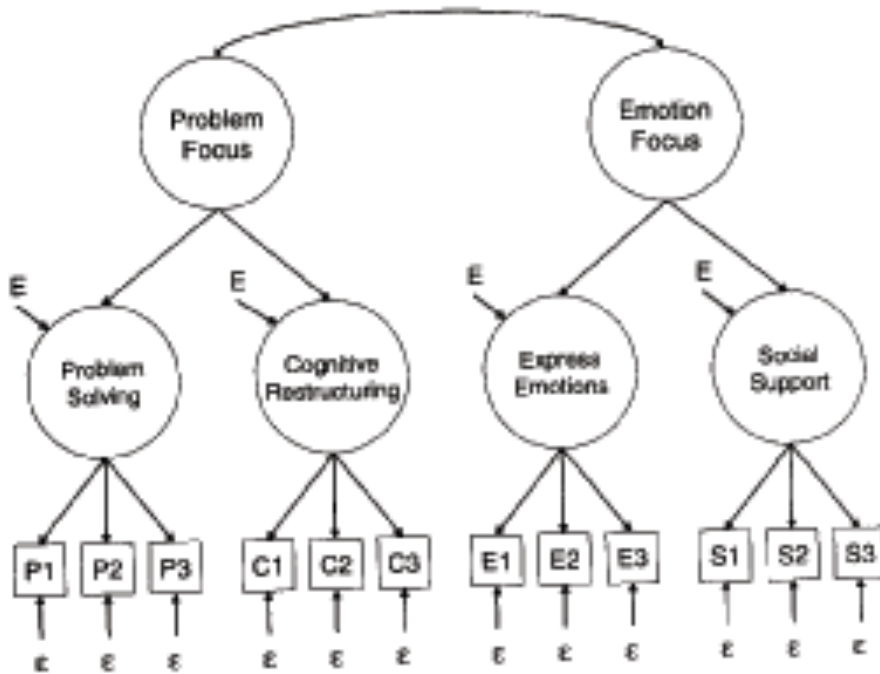 Problem
Focus
Emotion
Focus
E
E
E
E
Problem
Solving
Cognitive
Restructuring
Express
Emotions
Social
Support
P1
P2
P3
C1
C2
C3
E1
E2
E3
S1
S2
S3
ε
ε
ε
ε
ε
ε
ε
ε
ε
ε
ε
ε